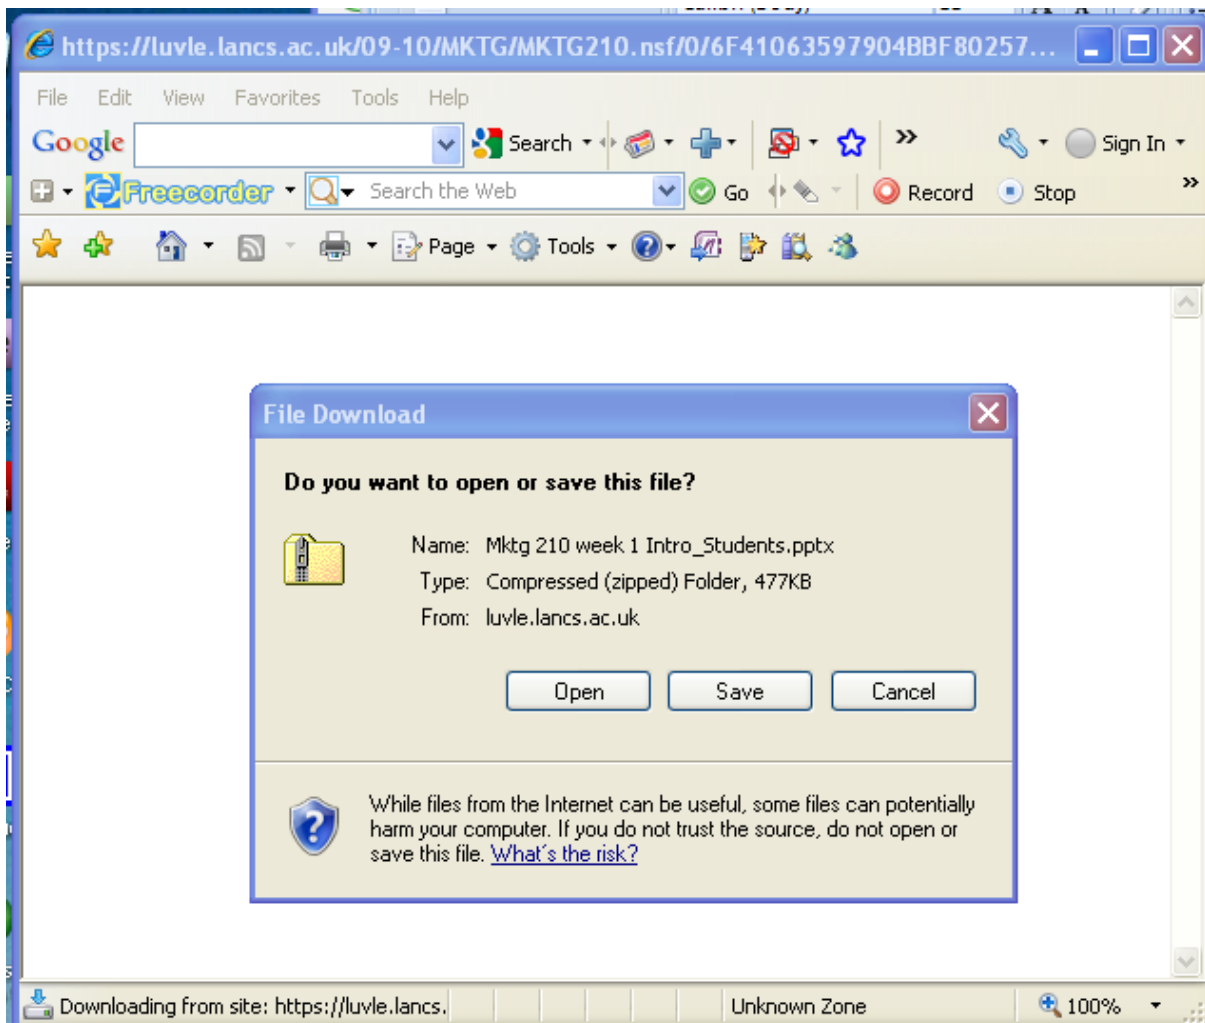 https://luvle.lancs.ac.uk/09-10/MKTG/MKTG210.nsf/0/6F41063597904BBF80257...
File Edit View Favorites Tools Help
Google Search Sign In
Freecorder Search the Web Go Record Stop
Page Tools
File Download
Do you want to open or save this file?
Name: Mktg 210 week 1 Intro_Students.pptx
Type: Compressed (zipped) Folder, 477KB
From: luvle.lancs.ac.uk
Open Save Cancel
While files from the Internet can be useful, some files can potentially
harm your computer. If you do not trust the source, do not open or
save this file. What's the risk?
Downloading from site: https://luvle.lancs. Unknown Zone 100%